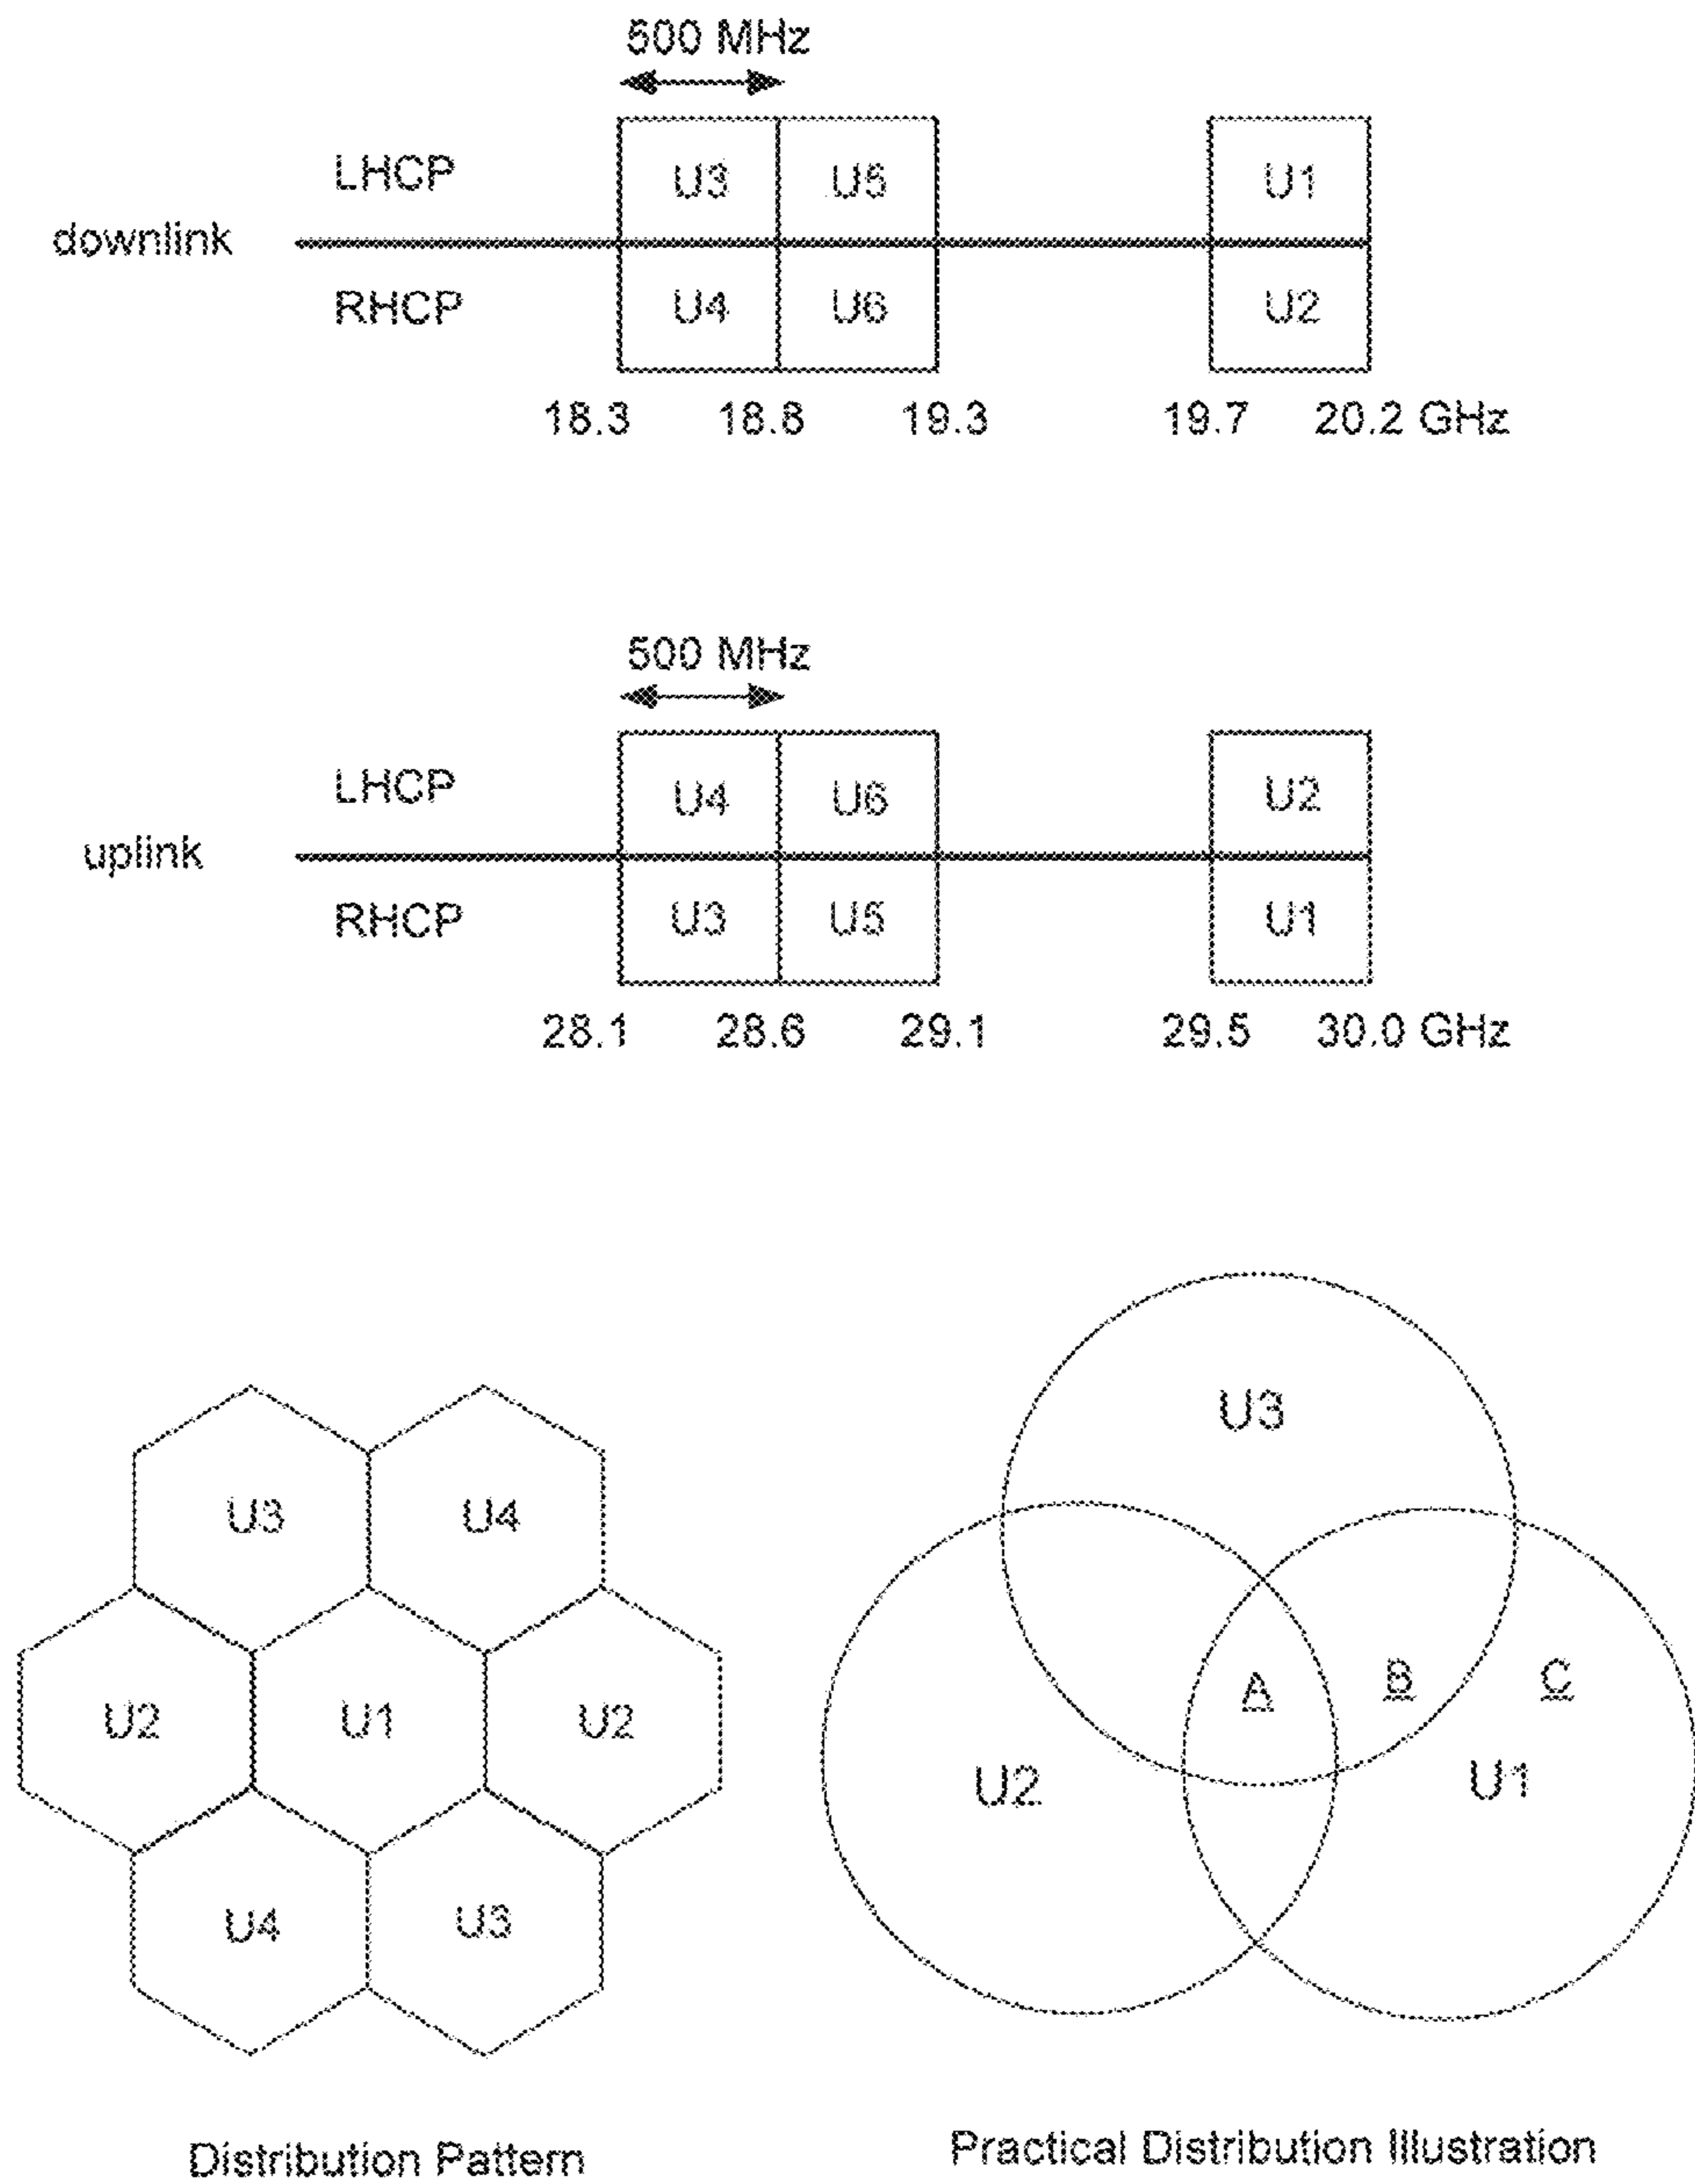 500 MHz
LHCP U3 U5 U1
downlink
RHCP U4 U6 U2
18.3 18.8 19.3 19.7 20.2 GHz
500 MHz
LHCP U4 U6 U2
uplink
RHCP U3 U5 U1
28.1 28.6 29.1 29.5 30.0 GHz
U3 U4
U2 U1 U2
U4 U3
Distribution Pattern
U3
A B C
U2 U1
Practical Distribution Illustration